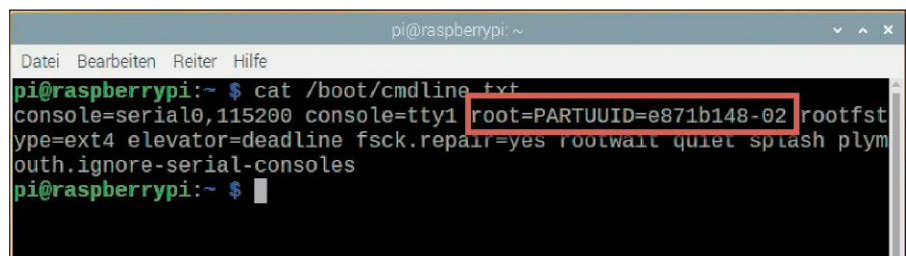 pi@raspberrypi: ~
Datei Bearbeiten Reiter Hilfe
pi@raspberrypi:~ $ cat /boot/cmdline.txt
console=serial0,115200 console=tty1 root=PARTUUID=e871b148-02 rootfst
ype=ext4 elevator=deadline fsck.repair=yes rootwait quiet splash plym
outh.ignore-serial-consoles
pi@raspberrypi:~ $